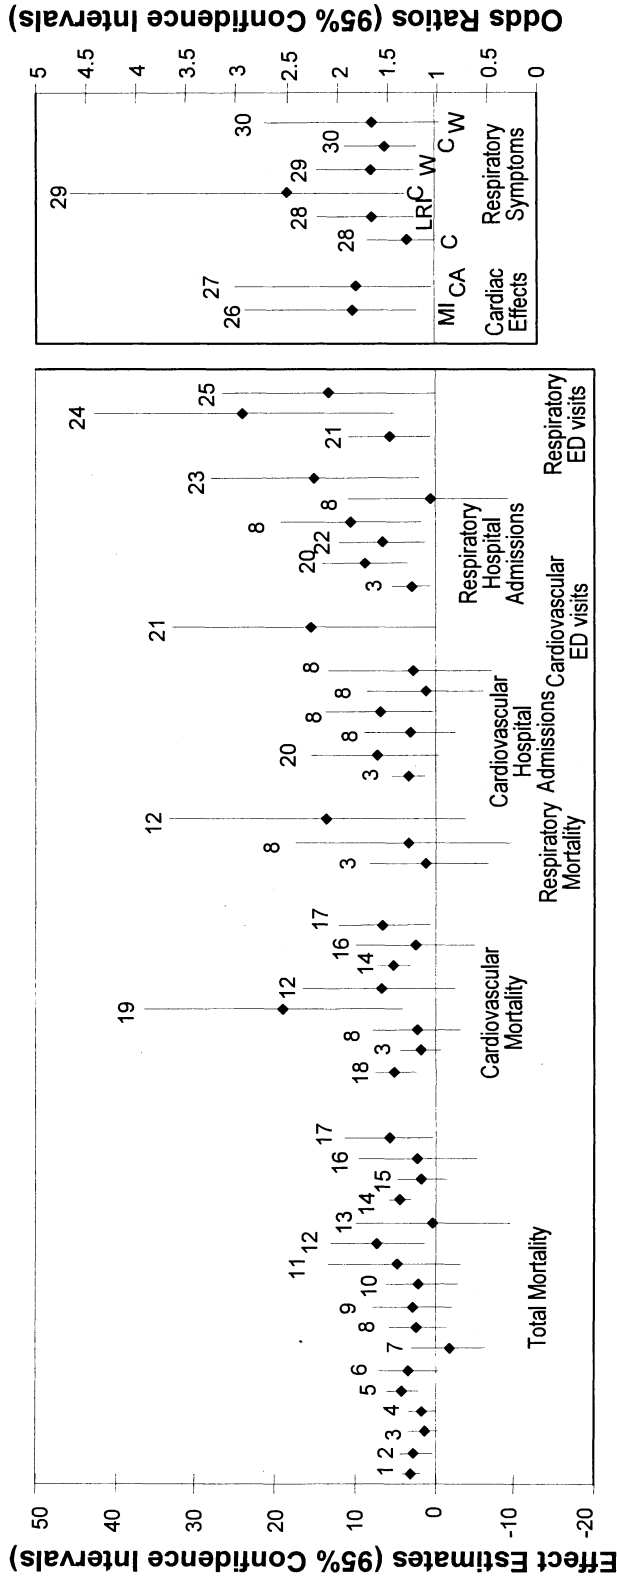 Effect Estimates (95% Confidence Intervals)
50
40
30
20
10
0
-10
-20
1
2
3
4
5
6
7
8
9
10
11
12
13
14
15
16
17
Total Mortality
18
3
8
19
12
14
16
17
Cardiovascular
Mortality
3
8
12
Respiratory
Mortality
3
20
8
8
8
8
Cardiovascular
Hospital
Admissions
21
Cardiovascular
ED visits
3
20
22
8
8
23
Respiratory
Hospital
Admissions
21
24
25
Respiratory
ED visits
26
27
MI
CA
Cardiac
Effects
28
28
29
29
30
30
C
LRI
C
W
C
W
Respiratory
Symptoms
5
4.5
4
3.5
3
2.5
2
1.5
1
0.5
0
Odds Ratios (95% Confidence Intervals)